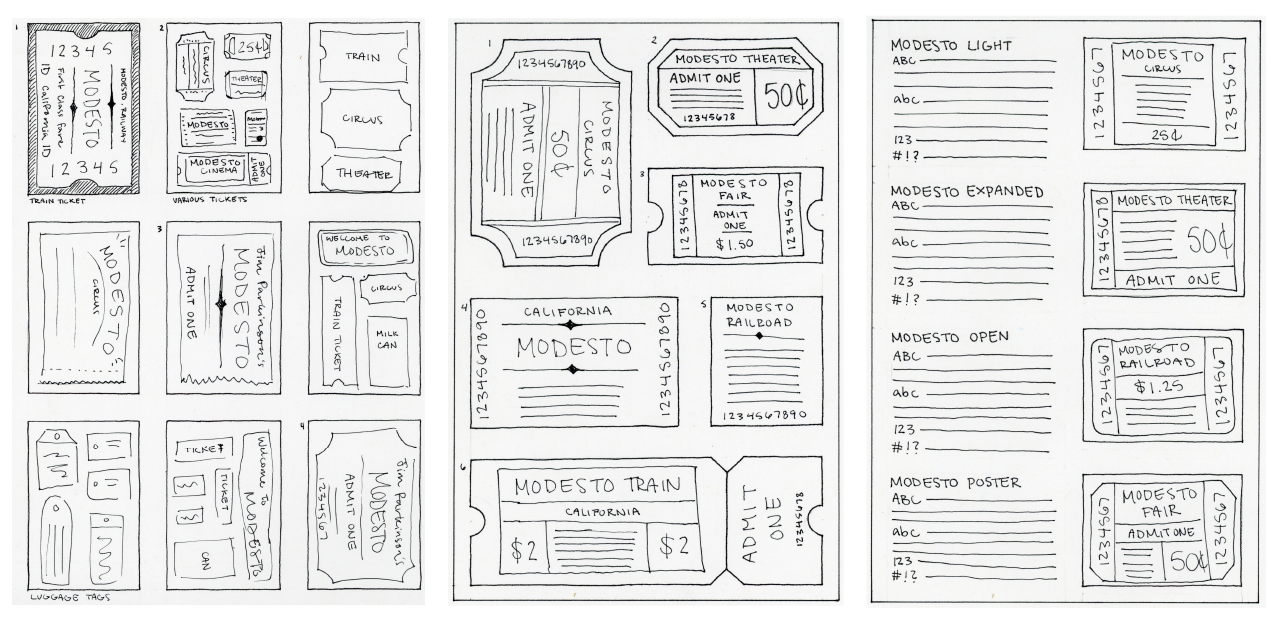 1
12345
MODESTO RAILWAY
MODESTO
First Class Fare
ID California ID
12345
TRAIN TICKET
2
CIRCUS
25¢
THEATER
MODESTO
MODESTO
CINEMA
ADMIT
ONE
VARIOUS TICKETS
TRAIN
CIRCUS
THEATER
MODESTO
CIRCUS
3
Jim Parkinson's
MODESTO
ADMIT ONE
WELCOME TO
MODESTO
TRAIN TICKET
CIRCUS
MILK
CAN
LUGGAGE TAGS
TICKET
TICKET
CAN
Welcome to
MODESTO
4
Jim Parkinson's
MODESTO
ADMIT ONE
1234567
1
1234567890
MODESTO
CIRCUS
50¢
ADMIT ONE
1234567890
2
MODESTO THEATER
ADMIT ONE
50¢
12345678
3
12345678
MODESTO
FAIR
ADMIT
ONE
$1.50
12345678
4
1234567890
CALIFORNIA
MODESTO
1234567890
5
MODESTO
RAILROAD
1234567890
6
MODESTO TRAIN
CALIFORNIA
$2
$2
ADMIT
ONE
12345678
MODESTO LIGHT
ABC
abc
123
#!?
1234567
MODESTO
CIRCUS
25¢
1234567
MODESTO EXPANDED
ABC
abc
123
#!?
12345678
MODESTO THEATER
50¢
ADMIT ONE
MODESTO OPEN
ABC
abc
123
#!?
1234567
MODESTO
RAILROAD
$1.25
1234567
MODESTO POSTER
ABC
abc
123
#!?
1234567
MODESTO
FAIR
ADMIT ONE
50¢
1234567